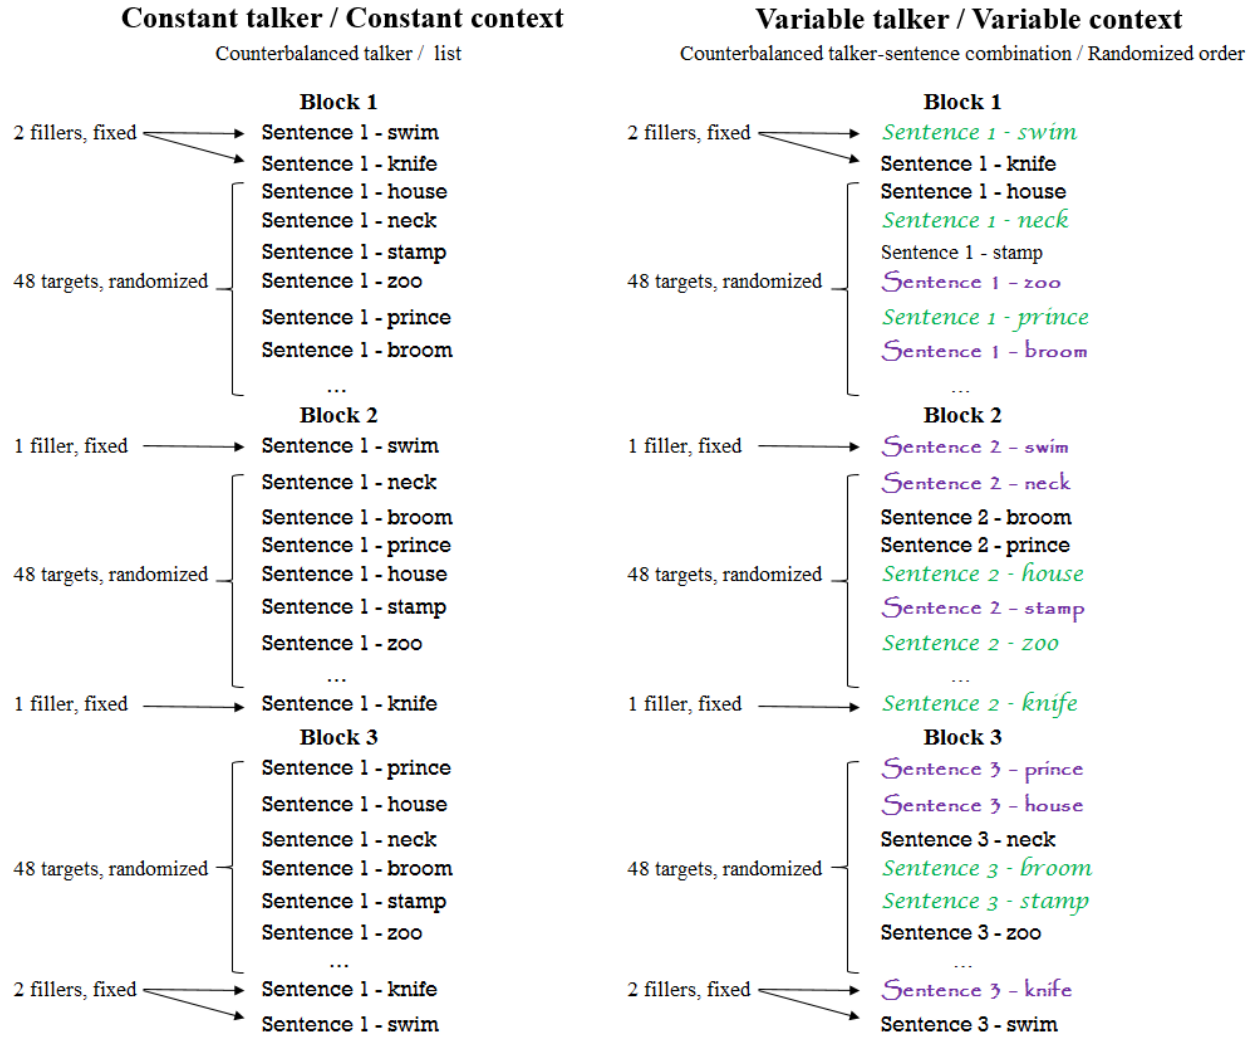 Constant talker / Constant context
Counterbalanced talker / list
Block 1
2 fillers, fixed
Sentence 1 - swim
Sentence 1 - knife
Sentence 1 - house
Sentence 1 - neck
Sentence 1 - stamp
48 targets, randomized
Sentence 1 - zoo
Sentence 1 - prince
Sentence 1 - broom
...
Block 2
1 filler, fixed
Sentence 1 - swim
Sentence 1 - neck
Sentence 1 - broom
Sentence 1 - prince
48 targets, randomized
Sentence 1 - house
Sentence 1 - stamp
Sentence 1 - zoo
...
1 filler, fixed
Sentence 1 - knife
Block 3
Sentence 1 - prince
Sentence 1 - house
Sentence 1 - neck
48 targets, randomized
Sentence 1 - broom
Sentence 1 - stamp
Sentence 1 - zoo
...
2 fillers, fixed
Sentence 1 - knife
Sentence 1 - swim
Variable talker / Variable context
Counterbalanced talker-sentence combination / Randomized order
Block 1
2 fillers, fixed
Sentence 1 - swim
Sentence 1 - knife
Sentence 1 - house
Sentence 1 - neck
Sentence 1 - stamp
48 targets, randomized
Sentence 1 - zoo
Sentence 1 - prince
Sentence 1 - broom
...
Block 2
1 filler, fixed
Sentence 2 - swim
Sentence 2 - neck
Sentence 2 - broom
Sentence 2 - prince
48 targets, randomized
Sentence 2 - house
Sentence 2 - stamp
Sentence 2 - zoo
...
1 filler, fixed
Sentence 2 - knife
Block 3
Sentence 3 - prince
Sentence 3 - house
Sentence 3 - neck
48 targets, randomized
Sentence 3 - broom
Sentence 3 - stamp
Sentence 3 - zoo
...
2 fillers, fixed
Sentence 3 - knife
Sentence 3 - swim